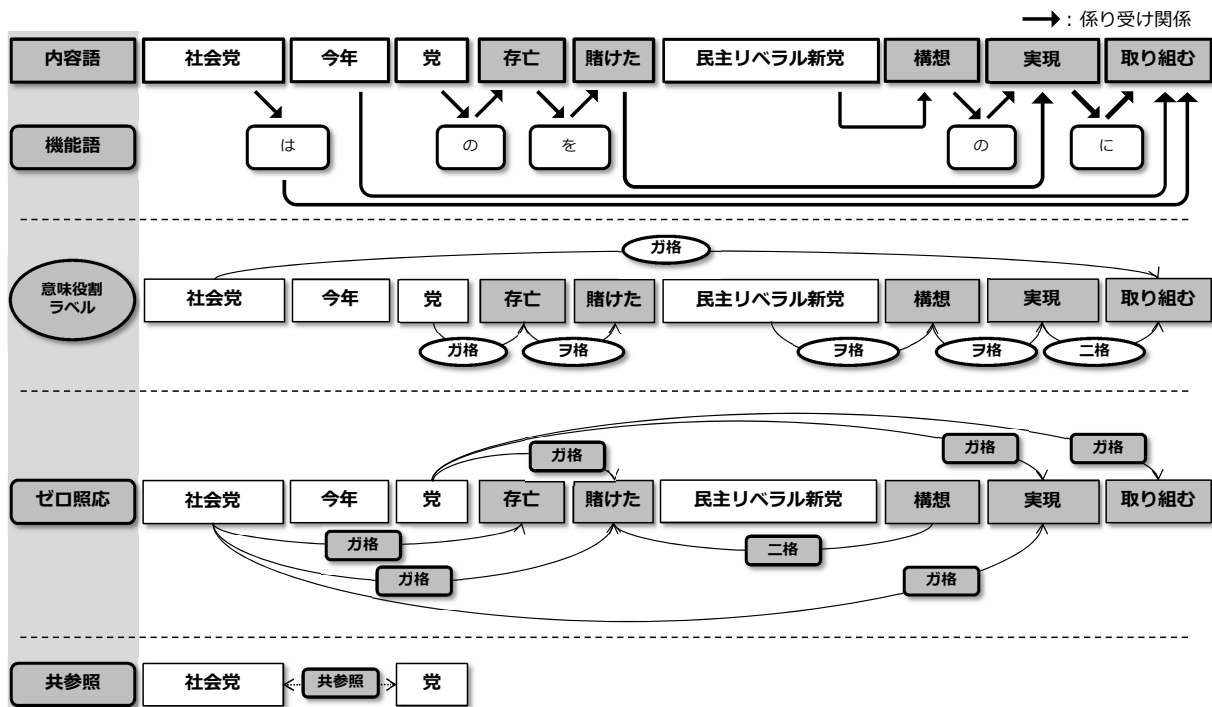 ：係り受け関係
内容語 社会党 今年 党 存亡 賭けた 民主リベラル新党 構想 実現 取り組む
機能語 は の を の に
ガ格
意味役割
ラベル
社会党 今年 党 存亡 賭けた 民主リベラル新党 構想 実現 取り組む
ガ格 ヲ格 ヲ格 ヲ格 ニ格
ガ格 ガ格 ガ格
ゼロ照応 社会党 今年 党 存亡 賭けた 民主リベラル新党 構想 実現 取り組む
ガ格 ニ格
ガ格 ガ格
共参照 社会党 共参照 党